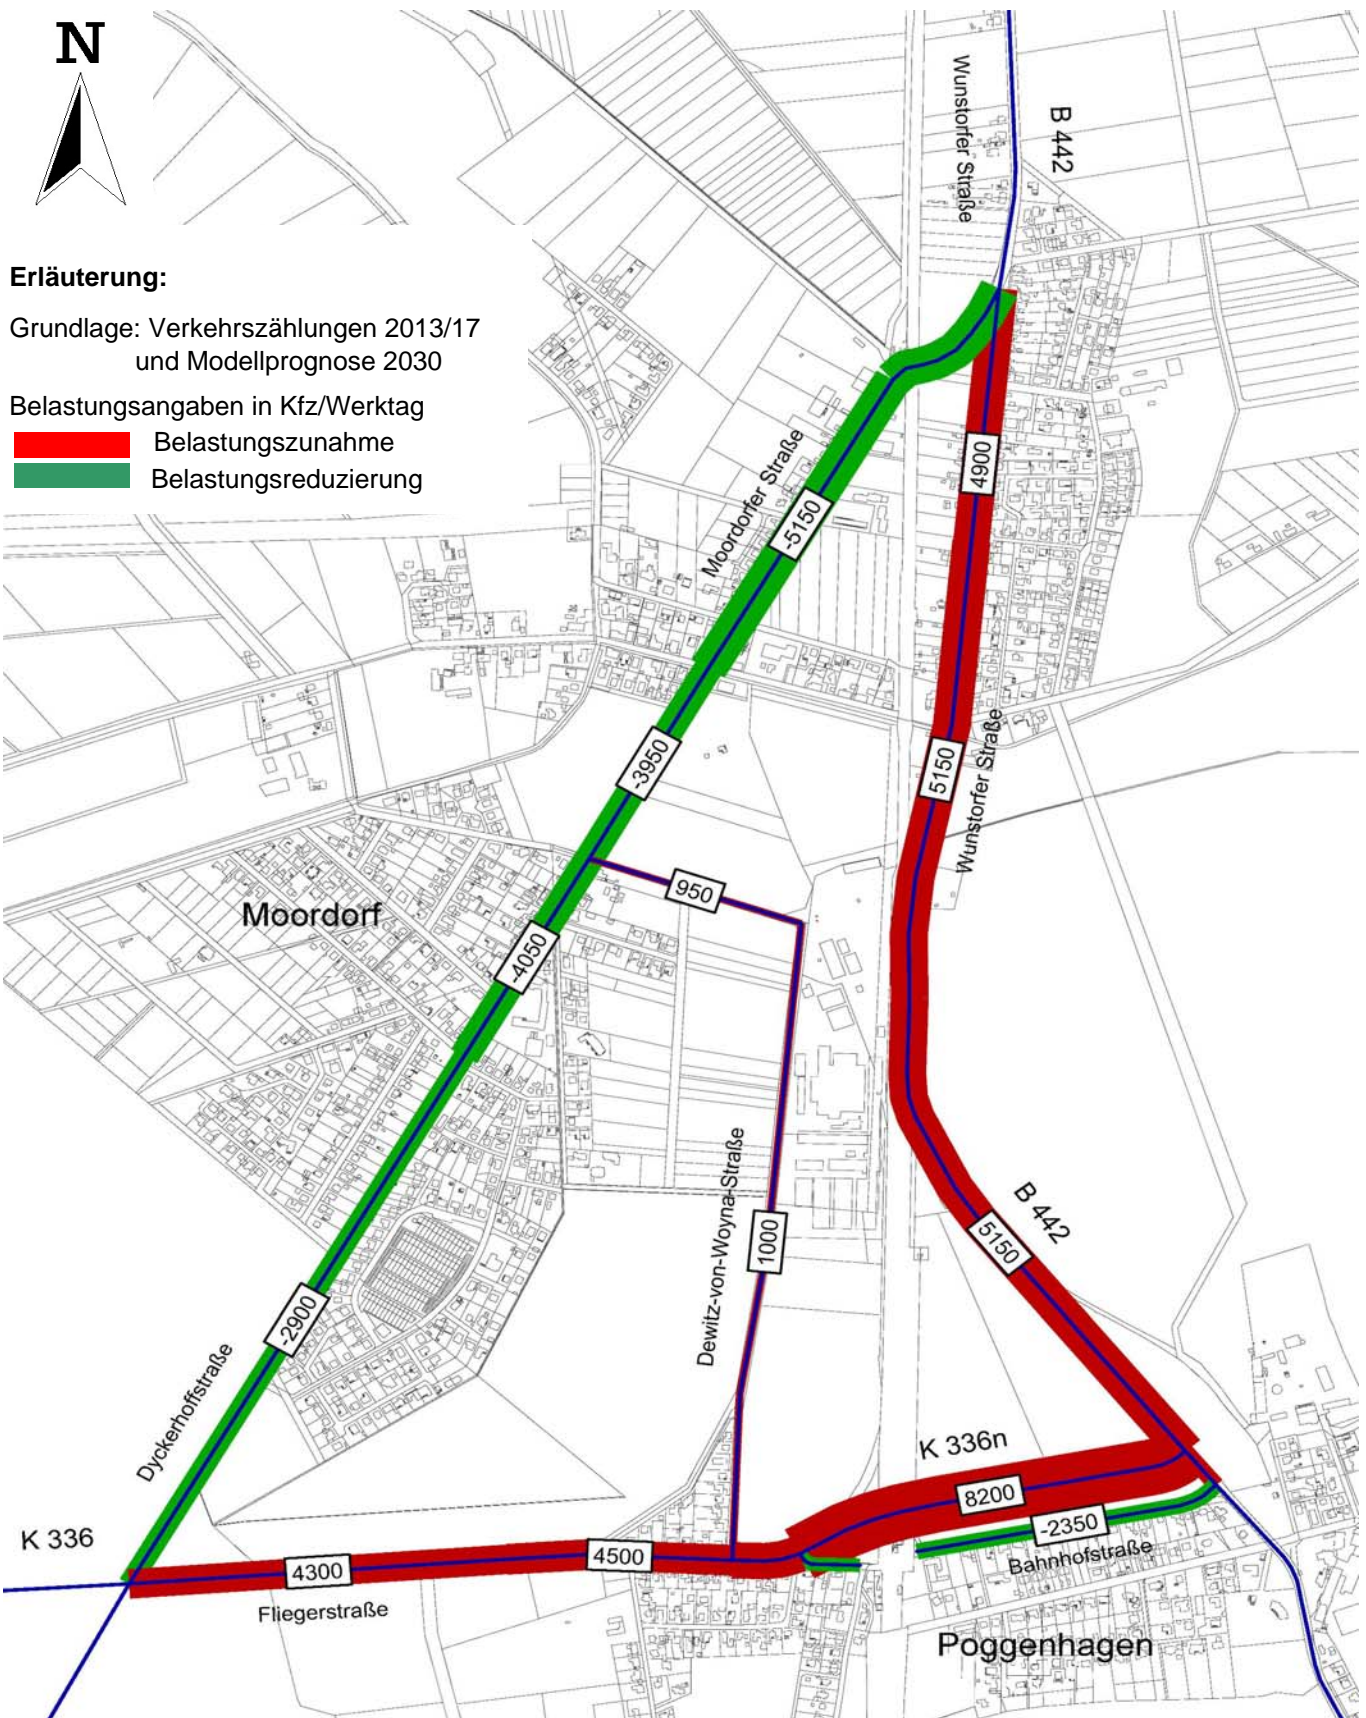 N
Erläuterung:
Grundlage: Verkehrszählungen 2013/17
und Modellprognose 2030
Belastungsangaben in Kfz/Werktag
Belastungszunahme
Belastungsreduzierung
Wunstorfer Straße
B 442
4900
Moordorfer Straße
-5150
-3950
5150
Wunstorfer Straße
950
Moordorf
-4050
B 442
5150
Dewitz-von-Woyna-Straße
1000
-2900
Dyckerhoffstraße
K 336n
8200
-2350
Bahnhofstraße
K 336
4300
4500
Fliegerstraße
Poggenhagen